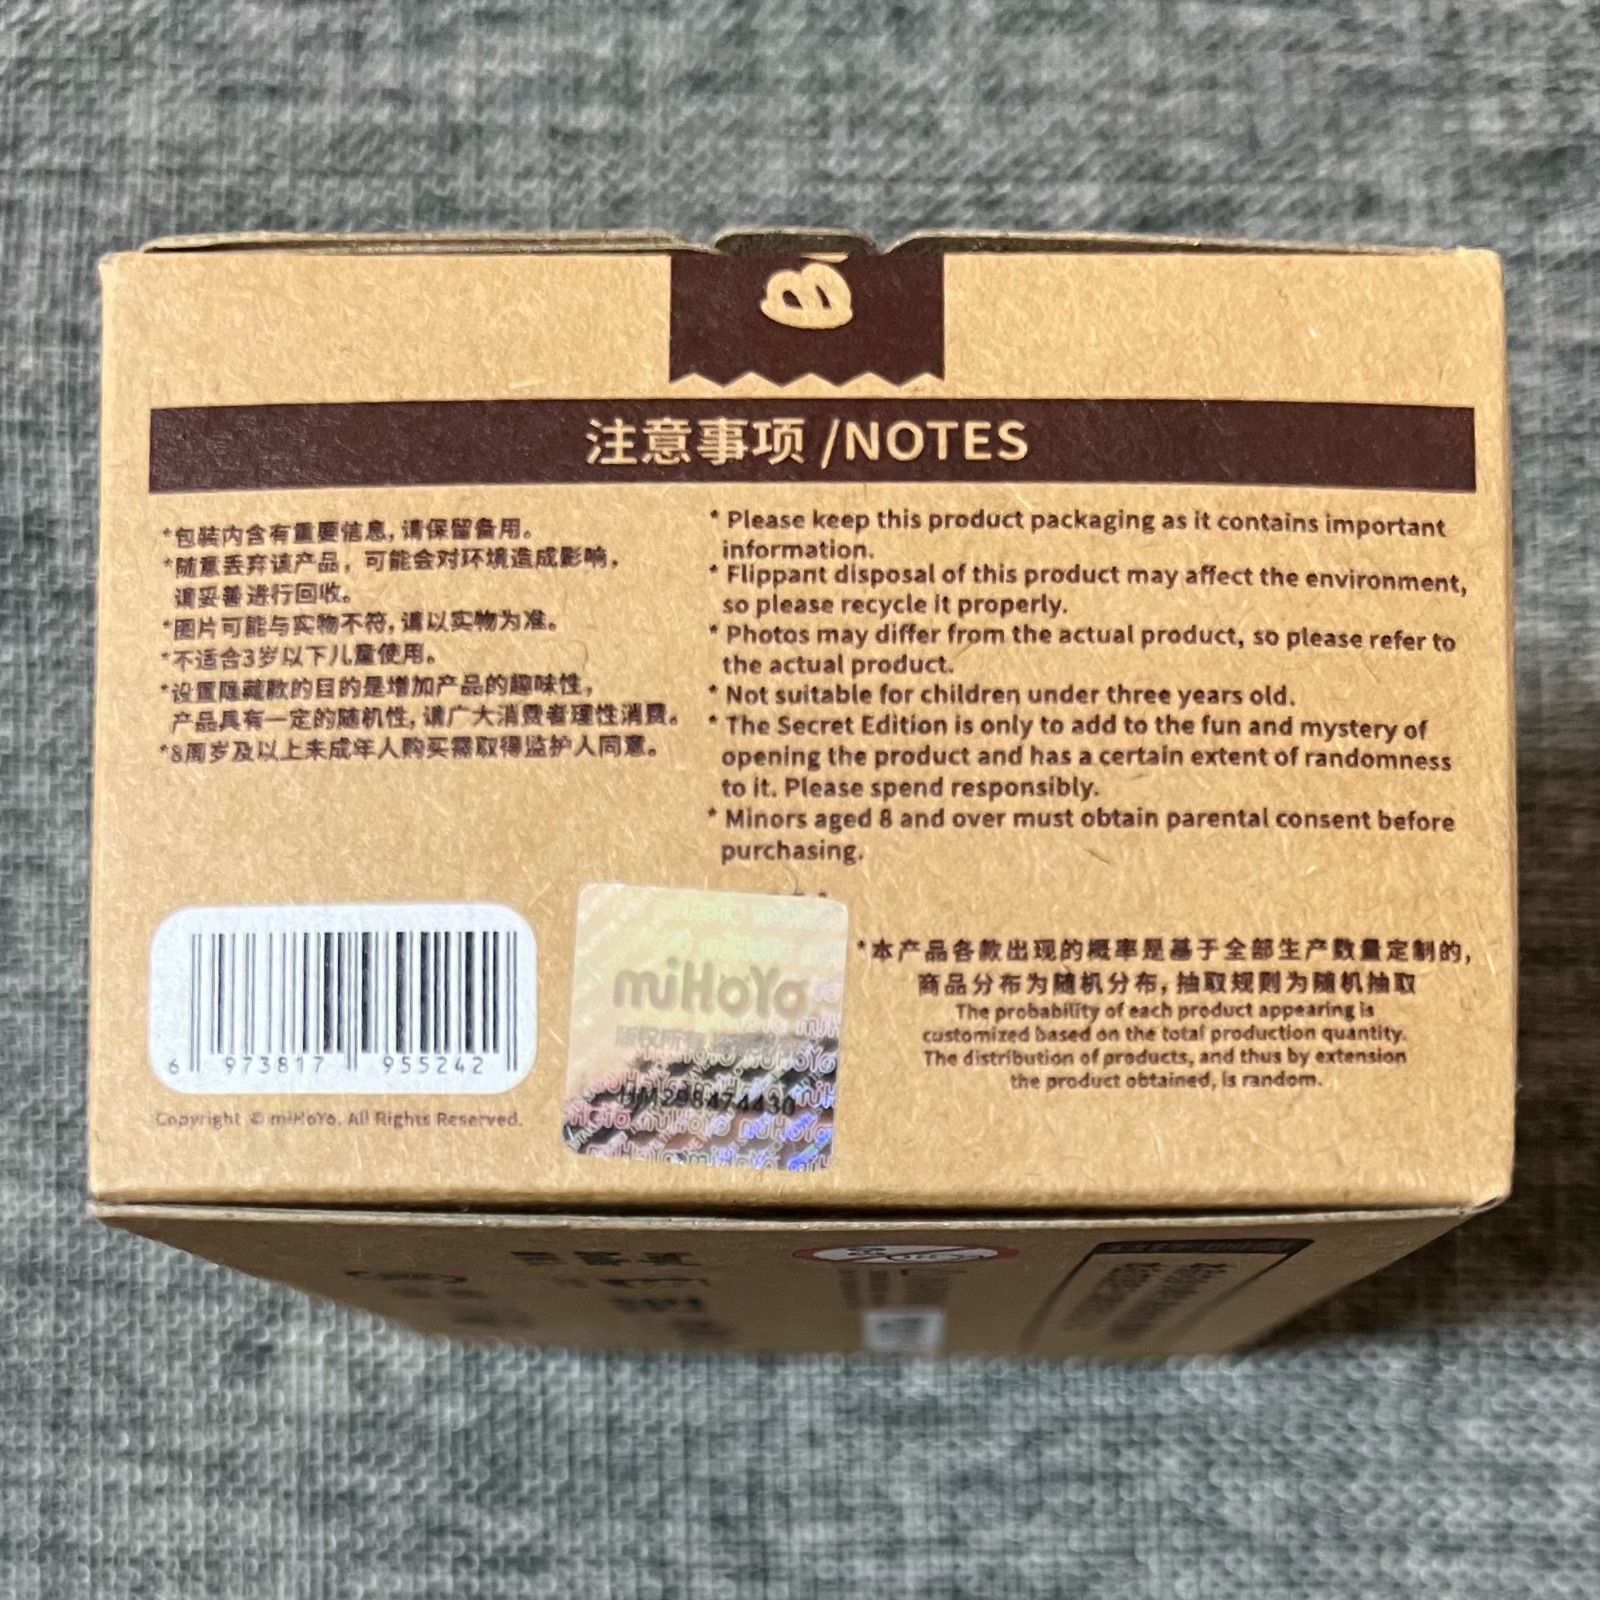 注意事项 /NOTES
*包装内含有重要信息,请保留备用。
*随意丢弃该产品，可能会对环境造成影响，
请妥善进行回收。
*图片可能与实物不符,请以实物为准。
*不适合3岁以下儿童使用。
*设置隐藏款的目的是增加产品的趣味性，
产品具有一定的随机性,请广大消费者理性消费。
*8周岁及以上未成年人购买需取得监护人同意。
* Please keep this product packaging as it contains important
information.
* Flippant disposal of this product may affect the environment,
so please recycle it properly.
* Photos may differ from the actual product, so please refer to
the actual product.
* Not suitable for children under three years old.
* The Secret Edition is only to add to the fun and mystery of
opening the product and has a certain extent of randomness
to it. Please spend responsibly.
* Minors aged 8 and over must obtain parental consent before
purchasing.
6 973817 955242
Copyright © miHoYo. All Rights Reserved.
miHoYo
版权所有
HM298474430
*本产品各款出现的概率是基于全部生产数量定制的，
商品分布为随机分布，抽取规则为随机抽取
The probability of each product appearing is
customized based on the total production quantity.
The distribution of products, and thus by extension
the product obtained, is random.